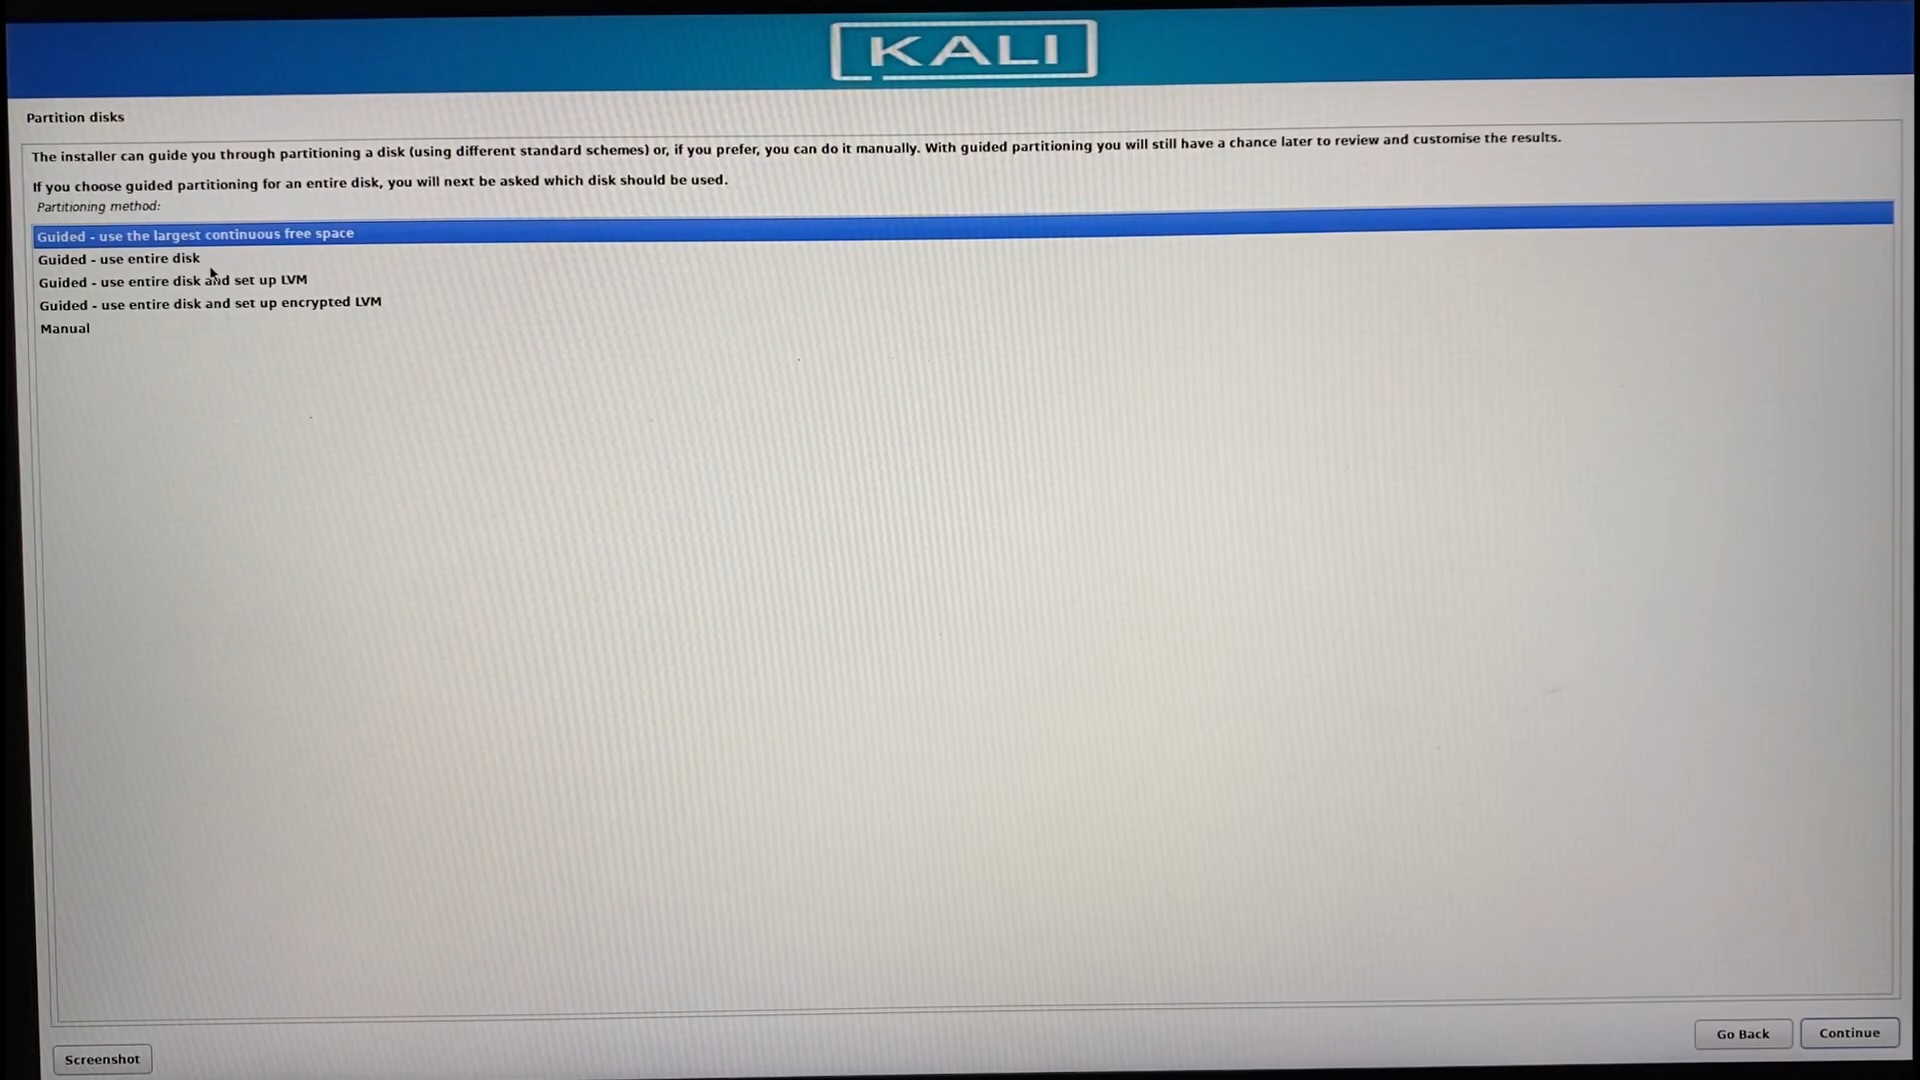 KALI
Partition disks
The installer can guide you through partitioning a disk (using different standard schemes) or, if you prefer, you can do it manually. With guided partitioning you will still have a chance later to review and customise the results.
If you choose guided partitioning for an entire disk, you will next be asked which disk should be used.
Partitioning method:
Guided - use the largest continuous free space
Guided - use entire disk
Guided - use entire disk and set up LVM
Guided - use entire disk and set up encrypted LVM
Manual
Go Back
Continue
Screenshot